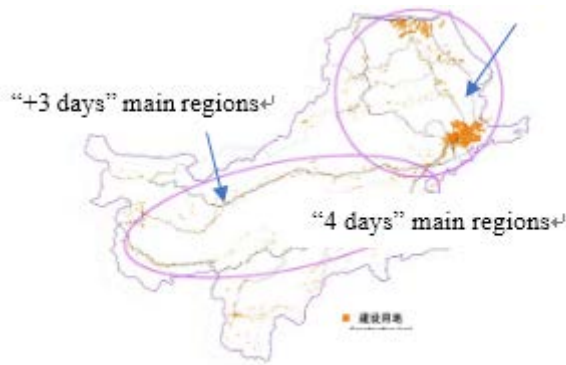 “+3 days” main regions↵
“4 days” main regions↵
建设用地